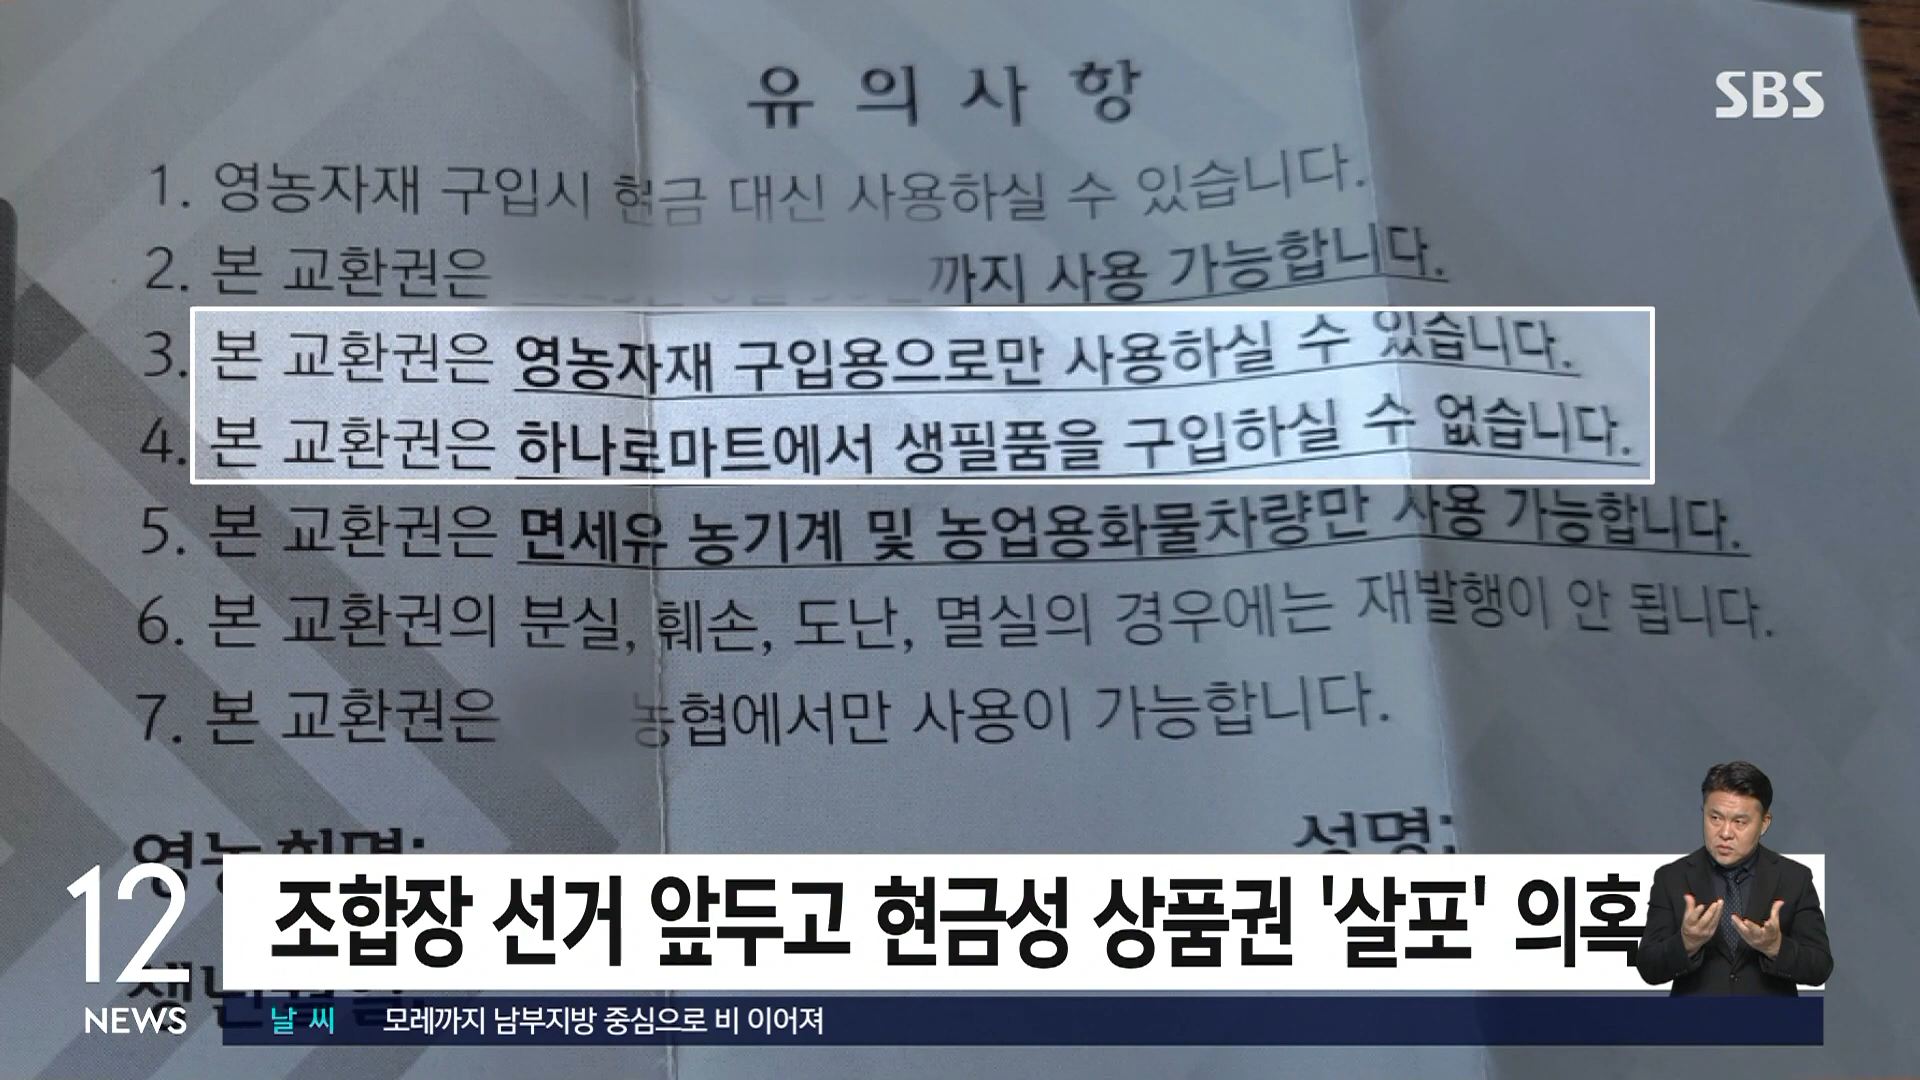 유의사항
SBS
1. 영농자재 구입시 현금 대신 사용하실 수 있습니다.
2. 본 교환권은 까지 사용 가능합니다.
3. 본 교환권은 영농자재 구입용으로만 사용하실 수 있습니다.
4. 본 교환권은 하나로마트에서 생필품을 구입하실 수 없습니다.
5. 본 교환권은 면세유 농기계 및 농업용화물차량만 사용 가능합니다.
6. 본 교환권의 분실, 훼손, 도난, 멸실의 경우에는 재발행이 안 됩니다.
7. 본 교환권은 농협에서만 사용이 가능합니다.
영농회명:
성명:
12 NEWS
조합장 선거 앞두고 현금성 상품권 '살포' 의혹
날씨 모레까지 남부지방 중심으로 비 이어져